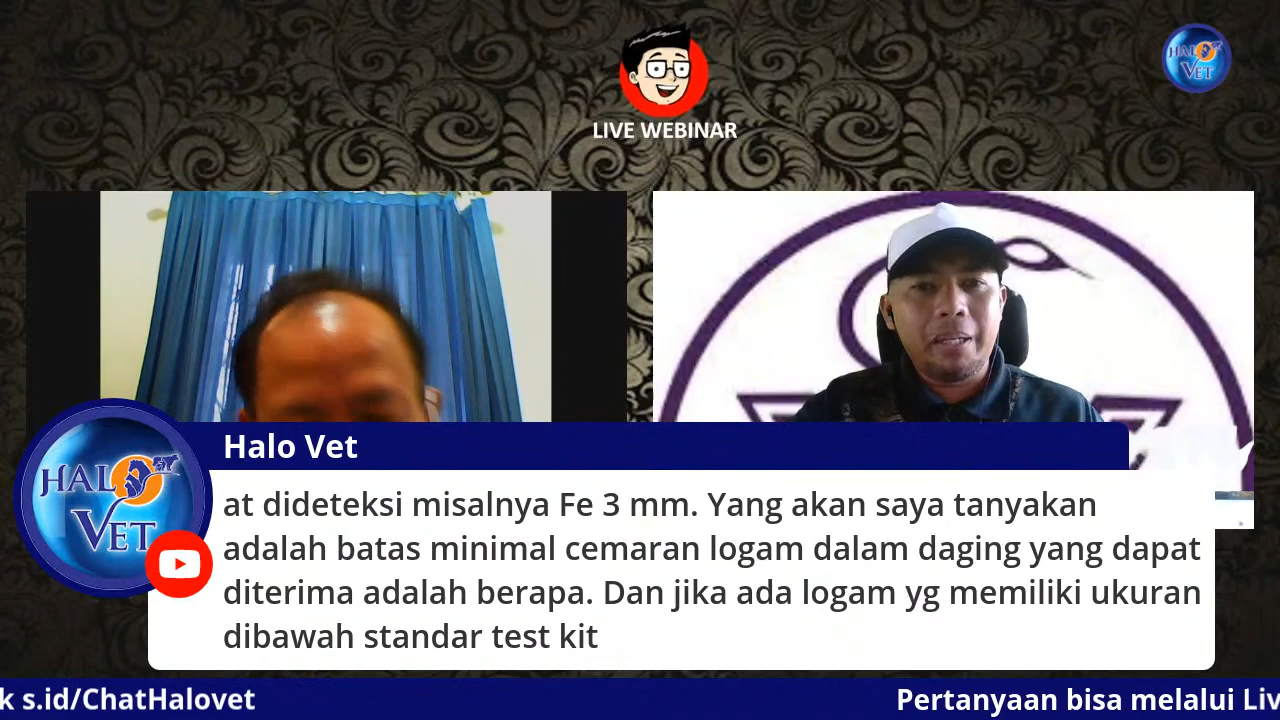 HALO
VET
LIVE WEBINAR
Halo Vet
HALO
VET
at dideteksi misalnya Fe 3 mm. Yang akan saya tanyakan
adalah batas minimal cemaran logam dalam daging yang dapat
diterima adalah berapa. Dan jika ada logam yg memiliki ukuran
dibawah standar test kit
k s.id/ChatHalovet
Pertanyaan bisa melalui Liv